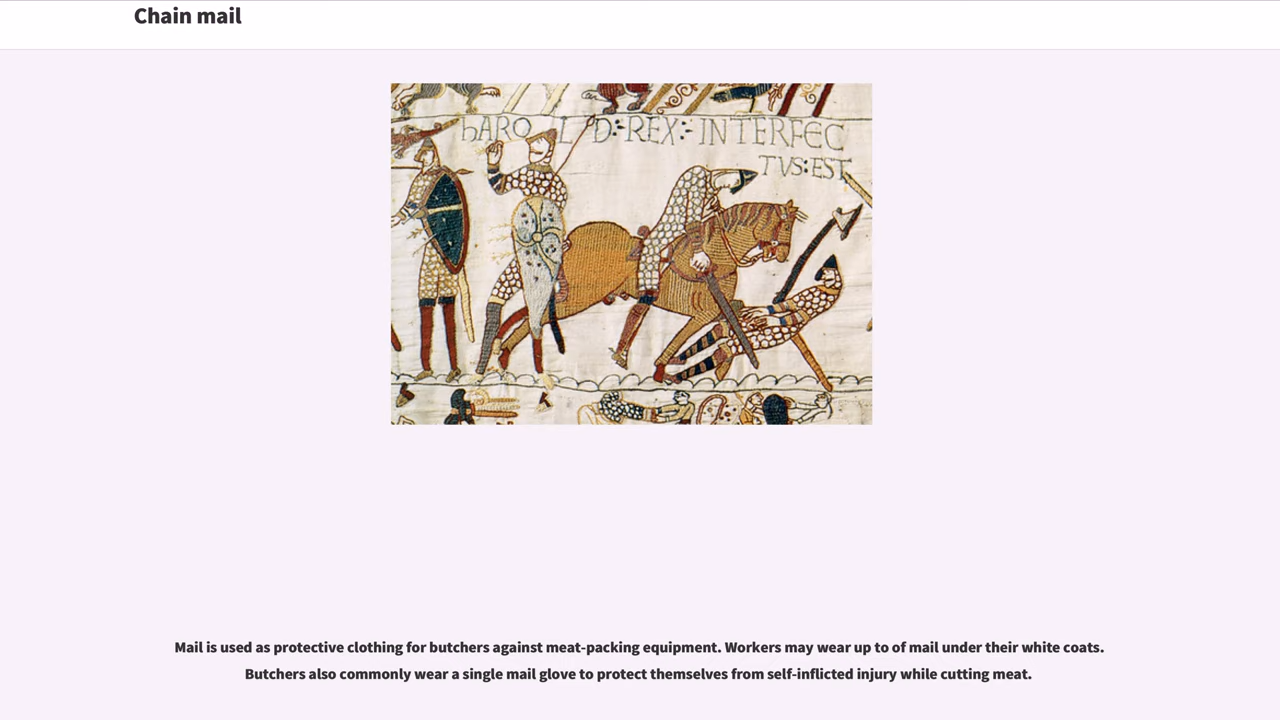 Chain mail
hAROLD:REX:INTERFEC
TVS:EST
Mail is used as protective clothing for butchers against meat-packing equipment. Workers may wear up to of mail under their white coats.
Butchers also commonly wear a single mail glove to protect themselves from self-inflicted injury while cutting meat.